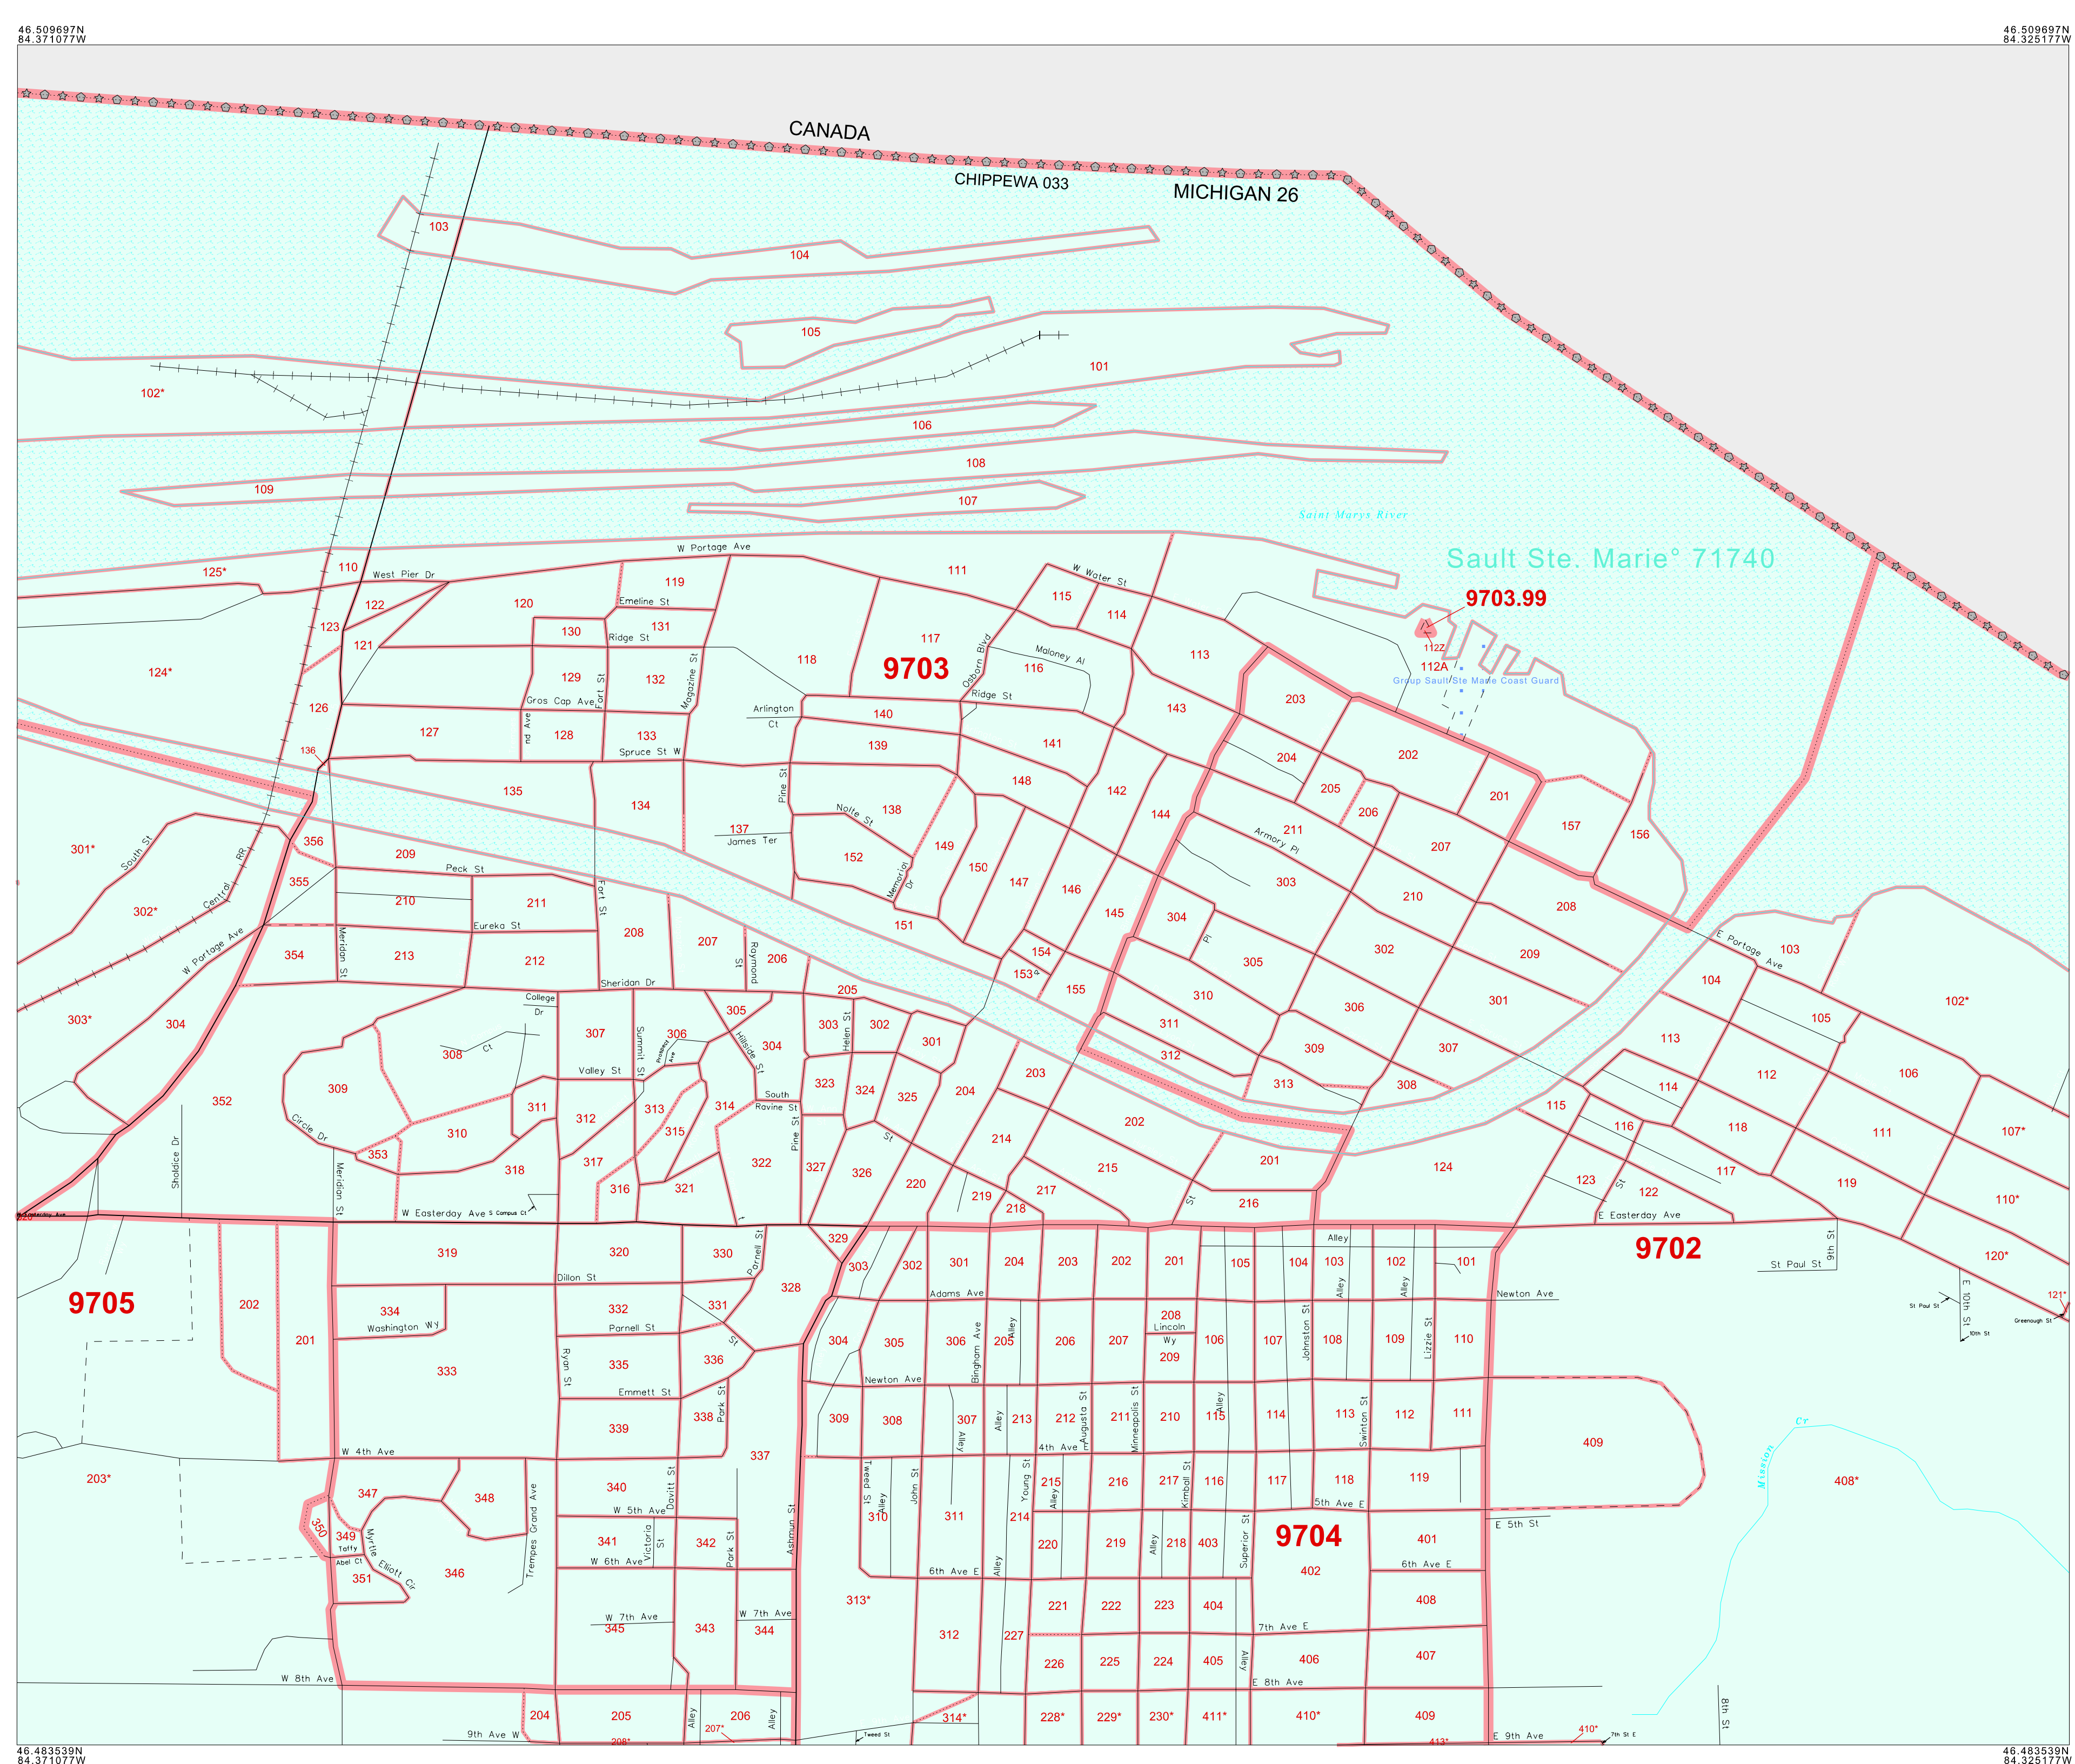 46.509697N
84.371077W
46.509697N
84.325177W
CANADA
CHIPPEWA 033
MICHIGAN 26
103
104
105
101
102*
106
108
109
107
Saint Marys River
Sault Ste. Marie° 71740
9703.99
112Z
112A
Group Sault Ste Marie Coast Guard
W Portage Ave
125*
110
West Pier Dr
119
111
W Water St
122
120
Emeline St
115
114
123
130
131
Ridge St
117
Osborn Blvd
113
121
118
9703
Maloney Al
116
124*
129
Fort St
132
Magazine St
126
Gros Cap Ave
Arlington
Ct
140
Ridge St
143
203
127
nd Ave
128
133
139
141
202
136
Spruce St W
204
135
134
Pine St
148
142
205
201
138
Nolte St
144
206
157
156
137
James Ter
211
Armory Pl
207
301*
South St
RR
356
209
152
149
Memorial
Dr
150
147
146
303
210
208
355
Peck St
302*
Central
210
211
Fort St
145
304
Eureka St
151
154
Pl
302
W Portage Ave
Meridian St
354
213
212
208
207
Raymond
St
206
153
155
305
209
E Portage Ave
103
104
Sheridan Dr
205
310
306
301
102*
303*
304
College
Dr
305
303
Helen St
302
311
105
307
Summit St
306
Prospect
Ave
Hillside St
304
301
312
309
307
113
308
Ct
Valley St
323
324
325
204
203
313
308
112
106
352
309
311
312
313
314
South
Ravine St
114
115
Circle Dr
310
315
Pine St
St
214
202
116
118
111
107*
353
318
317
322
327
326
215
201
124
117
Sholdice Dr
Meridian St
316
321
220
219
217
St
216
123
St
122
119
110*
218
W Easterday Ave
W Easterday Ave
S Campus Ct
E Easterday Ave
319
320
330
Parnell St
329
303
302
301
204
203
202
201
105
Alley
104
103
102
101
9702
9th St
St Paul St
120*
328
Dillon St
Adams Ave
Alley
Alley
Newton Ave
E 10th St
St Paul St
10th St
121*
Greenough St
9705
202
201
334
Washington Wy
332
Parnell St
331
St
304
305
306
Bingham Ave
205
Alley
206
207
208
Lincoln
Wy
209
106
107
Johnston St
108
109
Lizzie St
110
333
Ryan St
335
336
Emmett St
Newton Ave
339
338
Park St
337
309
308
307
Alley
Alley
213
212
Augusta St
211
Minneapolis St
210
115
Alley
114
113
Swinton St
112
111
409
Mission
Cr
408*
W 4th Ave
4th Ave E
203*
347
348
340
Davitt St
Tweed St
Alley
310
John St
311
Young St
214
215
Alley
216
217
Kimball St
116
117
118
119
Trempes Grand Ave
W 5th Ave
Ashmun St
5th Ave E
E 5th St
350
349
Taffy
Abel Ct
Myrtle
Elliott Cir
351
346
341
Victoria
St
342
Park St
W 6th Ave
220
219
Alley
218
403
Superior St
9704
401
402
6th Ave E
6th Ave E
Alley
313*
W 7th Ave
345
343
W 7th Ave
344
312
227
221
222
223
404
408
7th Ave E
226
225
224
405
Alley
406
407
W 8th Ave
E 8th Ave
204
205
Alley
206
207*
Alley
314*
228*
229*
230*
411*
410*
409
8th St
9th Ave W
208*
Tweed St
413*
E 9th Ave
410*
7th St E
46.483539N
84.371077W
46.483539N
84.325177W